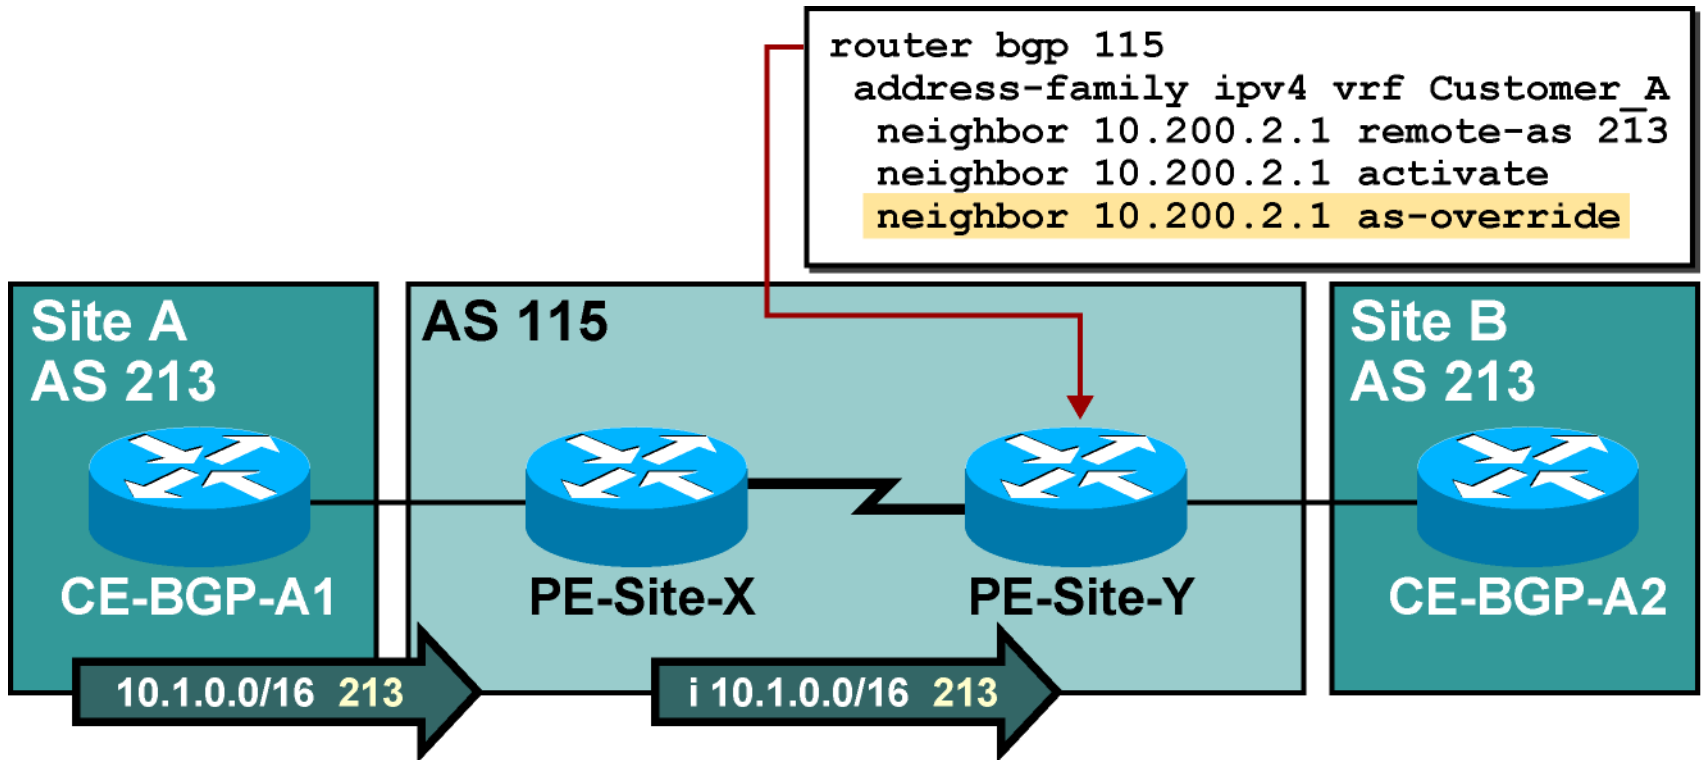 router bgp 115
address-family ipv4 vrf Customer_A
neighbor 10.200.2.1 remote-as 213
neighbor 10.200.2.1 activate
neighbor 10.200.2.1 as-override
Site A
AS 213
AS 115
Site B
AS 213
CE-BGP-A1
PE-Site-X
PE-Site-Y
CE-BGP-A2
10.1.0.0/16 213
i 10.1.0.0/16 213